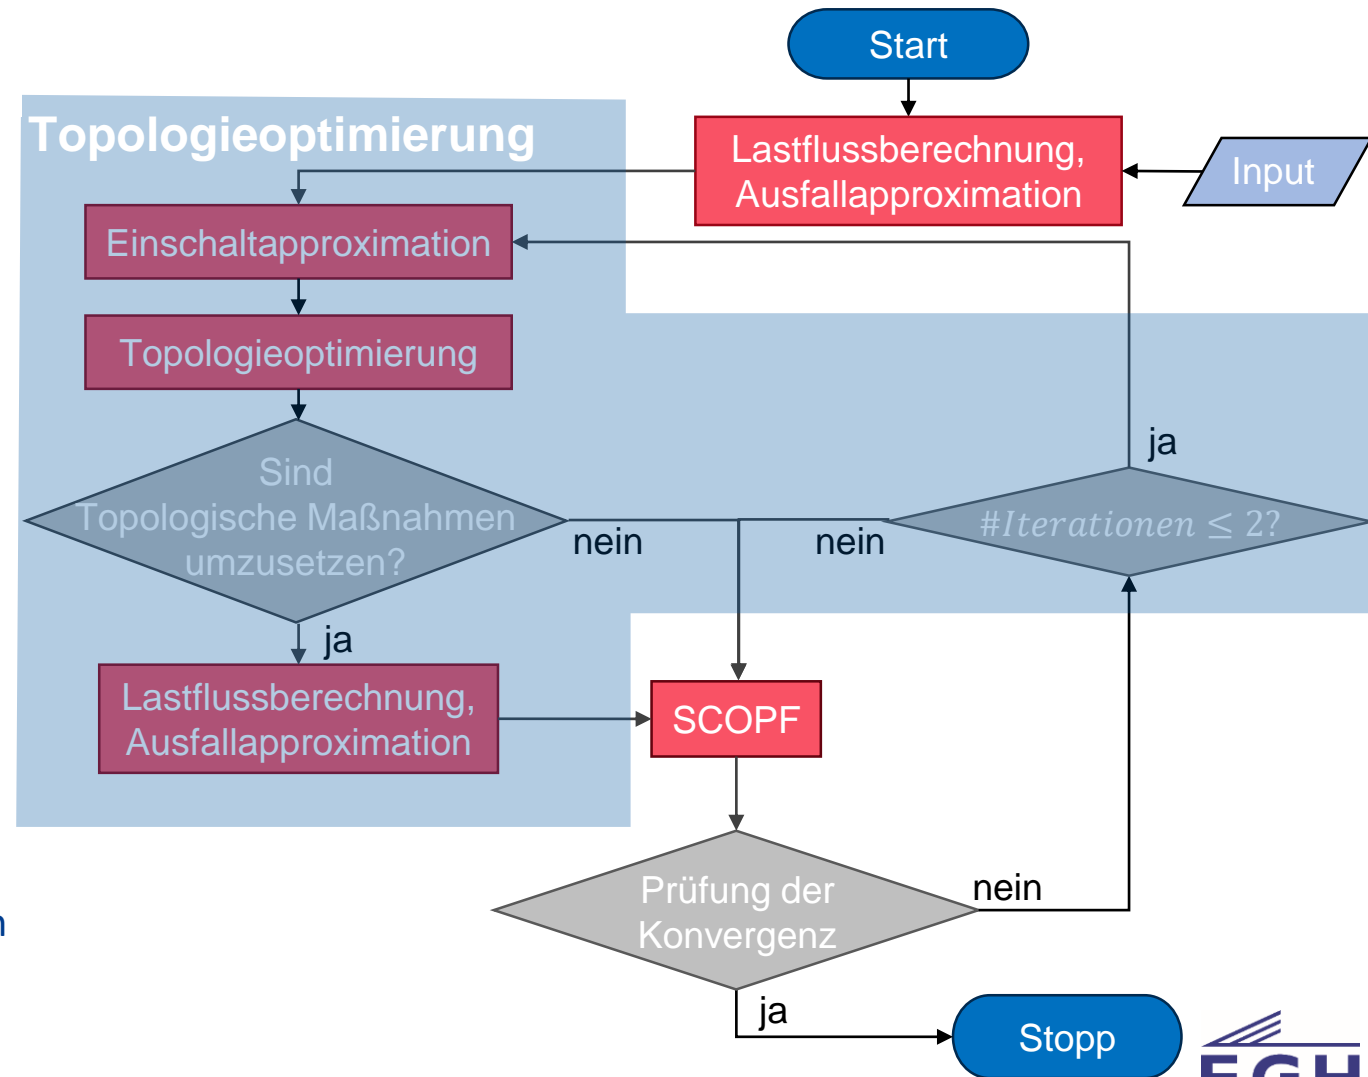 Start
Topologieoptimierung
Lastflussberechnung,
Ausfallapproximation
Input
Einschaltapproximation
Topologieoptimierung
Sind
Topologische Maßnahmen
umzusetzen?
nein
nein
#Iterationen ≤ 2?
ja
ja
Lastflussberechnung,
Ausfallapproximation
SCOPF
Prüfung der
Konvergenz
nein
ja
Stopp